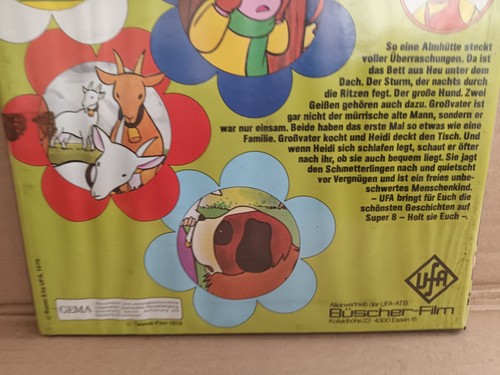 So eine Almhütte steckt
voller Überraschungen. Da ist
das Bett aus Heu unter dem
Dach. Der Sturm, der nachts durch
die Ritzen fegt. Der große Hund. Zwei
Geißen gehören auch dazu. Großvater ist
gar nicht der mürrische alte Mann, sondern er
war nur einsam. Beide haben das erste Mal so etwas wie eine
Familie. Großvater kocht und Heidi deckt den Tisch. Und
wenn Heidi sich schlafen legt, schaut er öfter
nach ihr, ob sie auch bequem liegt. Sie jagt
den Schmetterlingen nach und quietscht
vor Vergnügen und ist ein freies unbe-
schwertes Menschenkind.
– UFA bringt für Euch die
schönsten Geschichten auf
Super 8 – Holt sie Euch –.
UFA
Alleinvertrieb der UFA-ATB
Büscher-Film
4300 Essen 15
GEMA